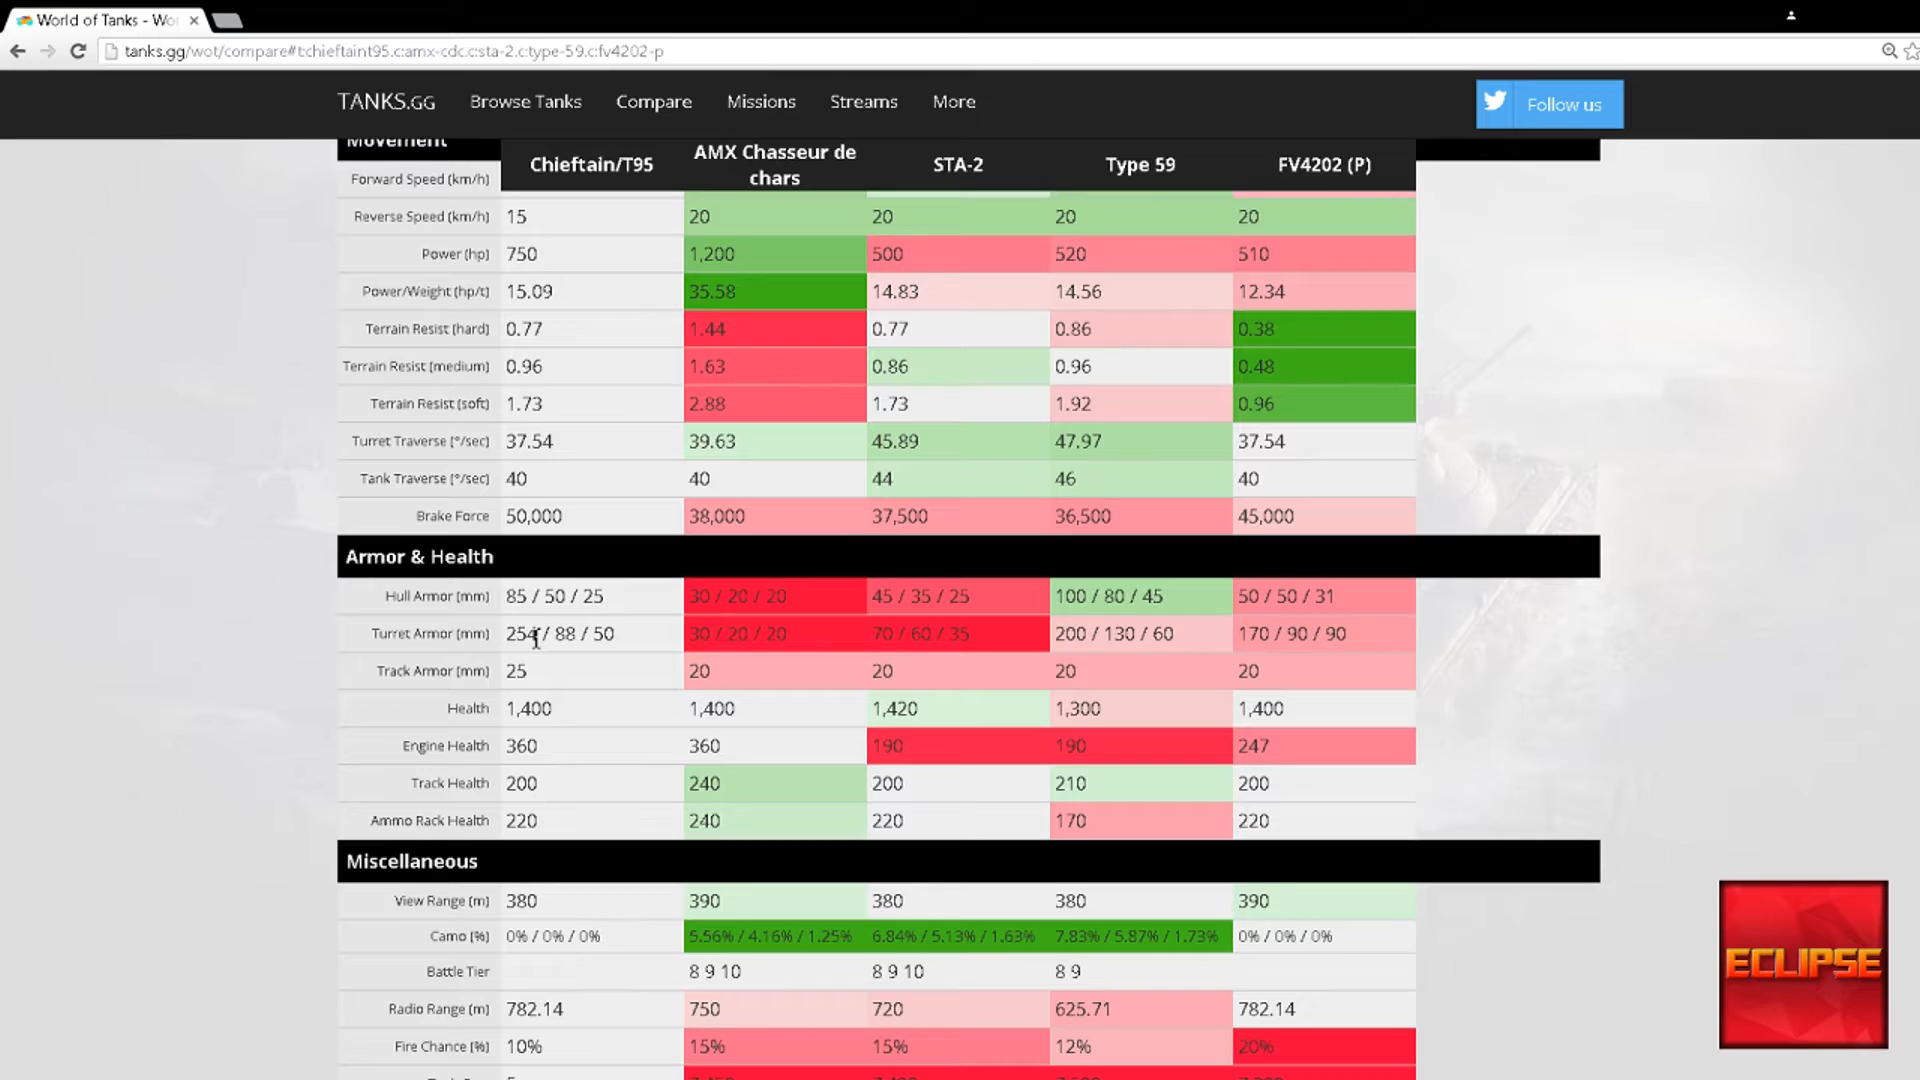 World of Tanks - Wo
tanks.gg/wot/compare#t:chieftaint95.c:amx-cdc.c:sta-2.c:type-59.c:fv4202-p
TANKS.GG Browse Tanks Compare Missions Streams More Follow us
Movement
Chieftain/T95 AMX Chasseur de chars STA-2 Type 59 FV4202 (P)
Forward Speed (km/h)
Reverse Speed (km/h) 15 20 20 20 20
Power (hp) 750 1,200 500 520 510
Power/Weight (hp/t) 15.09 35.58 14.83 14.56 12.34
Terrain Resist (hard) 0.77 1.44 0.77 0.86 0.38
Terrain Resist (medium) 0.96 1.63 0.86 0.96 0.48
Terrain Resist (soft) 1.73 2.88 1.73 1.92 0.96
Turret Traverse (°/sec) 37.54 39.63 45.89 47.97 37.54
Tank Traverse (°/sec) 40 40 44 46 40
Brake Force 50,000 38,000 37,500 36,500 45,000
Armor & Health
Hull Armor (mm) 85 / 50 / 25 30 / 20 / 20 45 / 35 / 25 100 / 80 / 45 50 / 50 / 31
Turret Armor (mm) 254 / 88 / 50 30 / 20 / 20 70 / 60 / 35 200 / 130 / 60 170 / 90 / 90
Track Armor (mm) 25 20 20 20 20
Health 1,400 1,400 1,420 1,300 1,400
Engine Health 360 360 190 190 247
Track Health 200 240 200 210 200
Ammo Rack Health 220 240 220 170 220
Miscellaneous
View Range (m) 380 390 380 380 390
Camo (%) 0% / 0% / 0% 5.56% / 4.16% / 1.25% 6.84% / 5.13% / 1.63% 7.83% / 5.87% / 1.73% 0% / 0% / 0%
Battle Tier 8 9 10 8 9 10 8 9
Radio Range (m) 782.14 750 720 625.71 782.14
Fire Chance (%) 10% 15% 15% 12% 20%
ECLIPSE